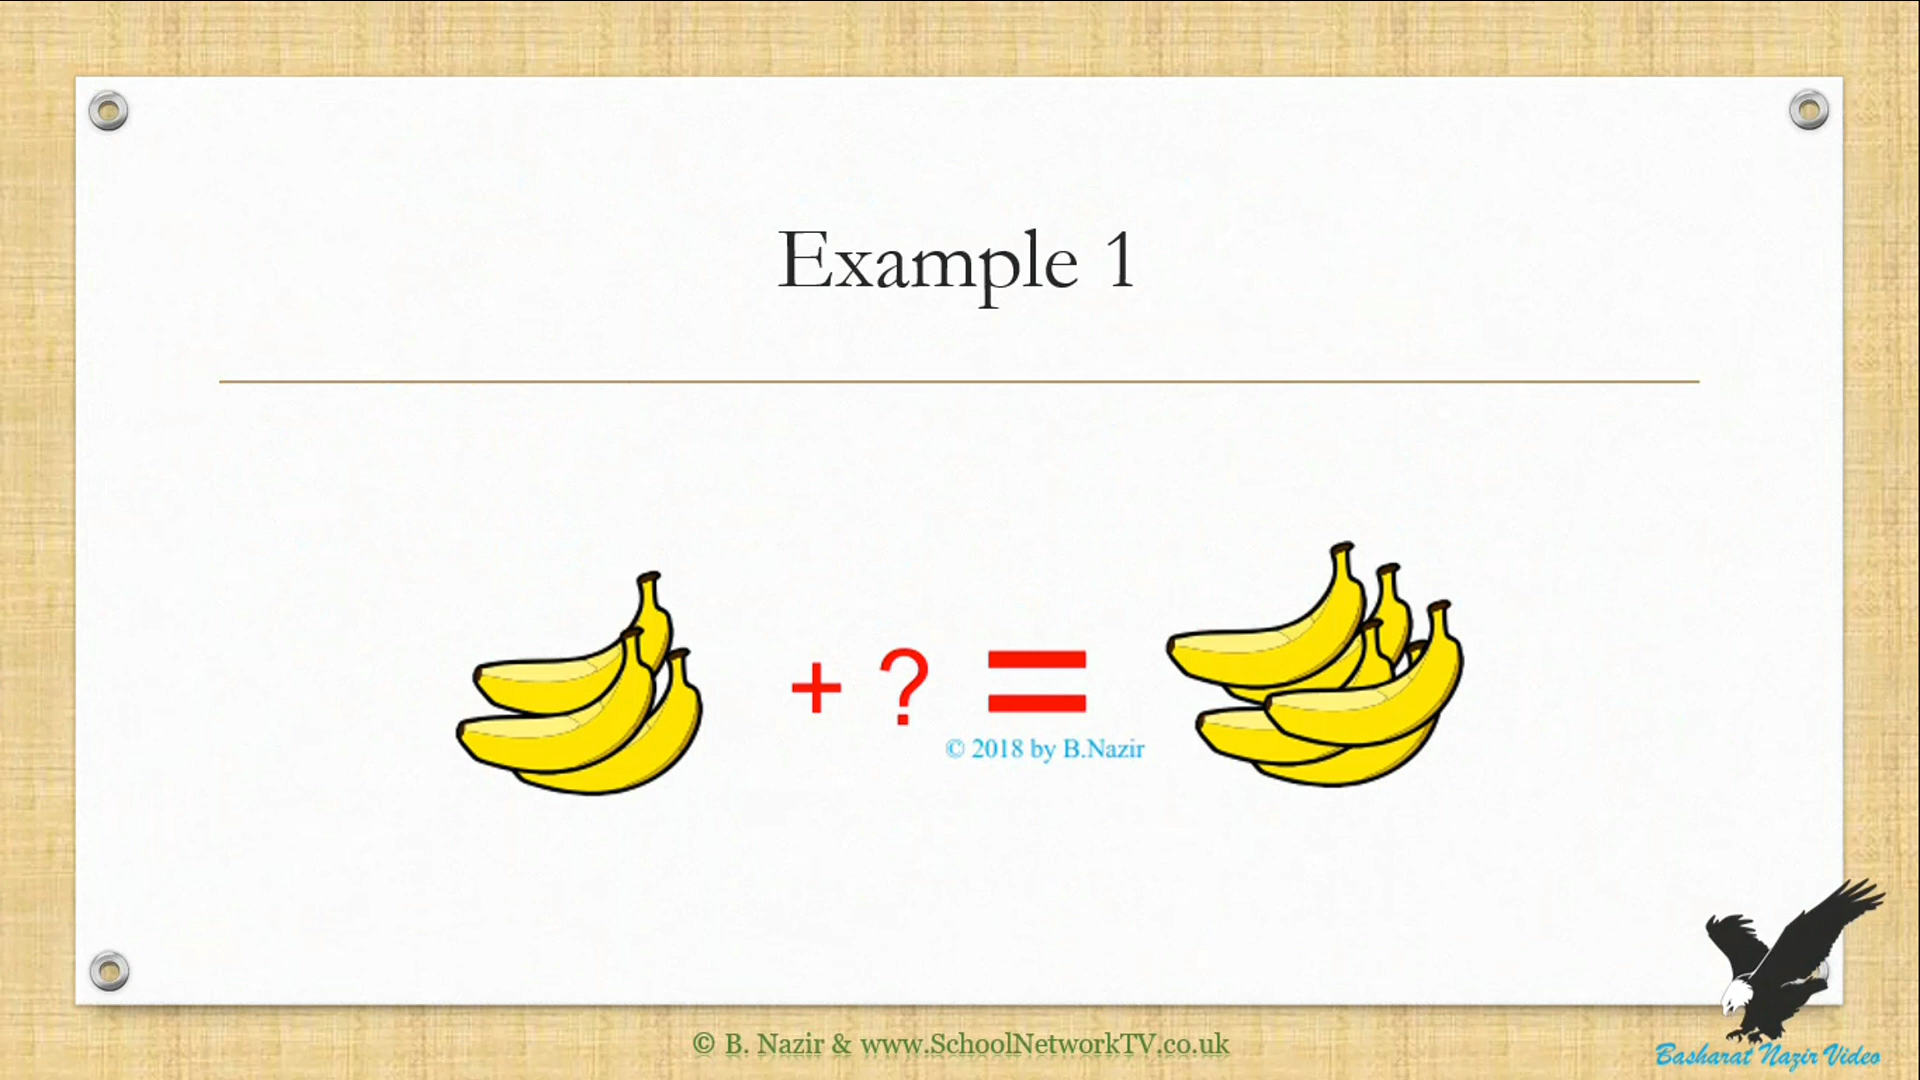 Example 1
+ ? =
© 2018 by B.Nazir
© B. Nazir & www.SchoolNetworkTV.co.uk
Basharat Nazir Video